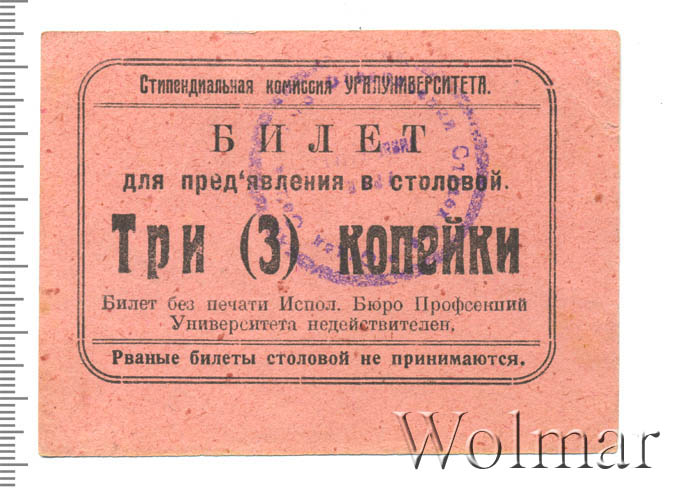 Стипендиальная комиссия УРАЛУНИВЕРСИТЕТА.
БИЛЕТ
для пред'явления в столовой.
Три (3) копейки
Билет без печати Испол. Бюро Профсекций
Университета недействителен.
Рваные билеты столовой не принимаются.
Wolmar